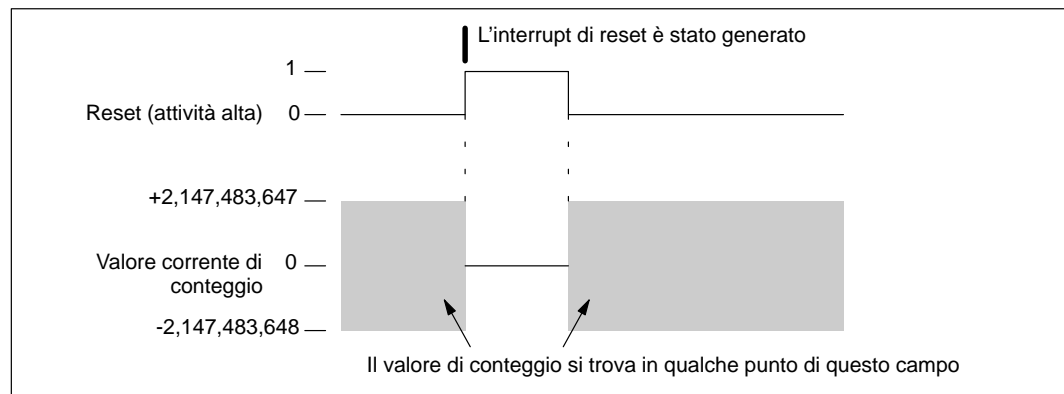 L'interrupt di reset è stato generato
1
Reset (attività alta) 0
+2,147,483,647
Valore corrente di 0
conteggio
-2,147,483,648
Il valore di conteggio si trova in qualche punto di questo campo